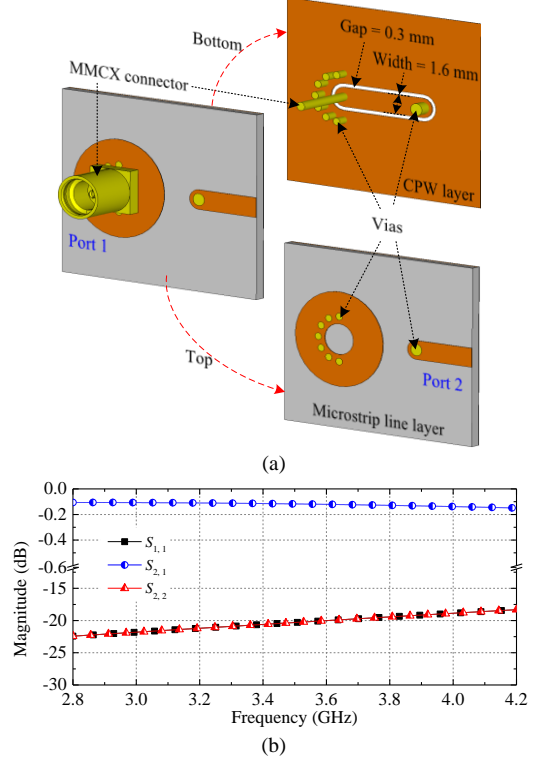 Bottom
Gap = 0.3 mm
Width = 1.6 mm
MMCX connector
CPW layer
Port 1
Vias
Top
Port 2
Microstrip line layer
(a)
0.0
-0.2
-0.4
-0.6
-15
-20
-25
-30
Magnitude (dB)
S1, 1
S2, 1
S2, 2
2.8 3.0 3.2 3.4 3.6 3.8 4.0 4.2
Frequency (GHz)
(b)